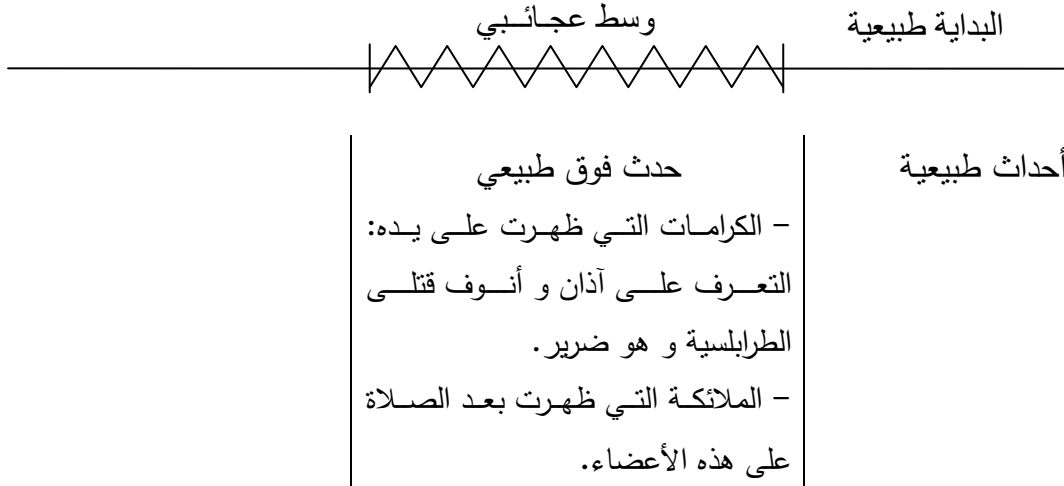 البداية طبيعية
وسط عجائبي
أحداث طبيعية
حدث فوق طبيعي
- الكرامات التي ظهرت على يده:
التعرف على آذان و أنوف قتلى
الطرابلسية و هو ضرير.
- الملائكة التي ظهرت بعد الصلاة
على هذه الأعضاء.